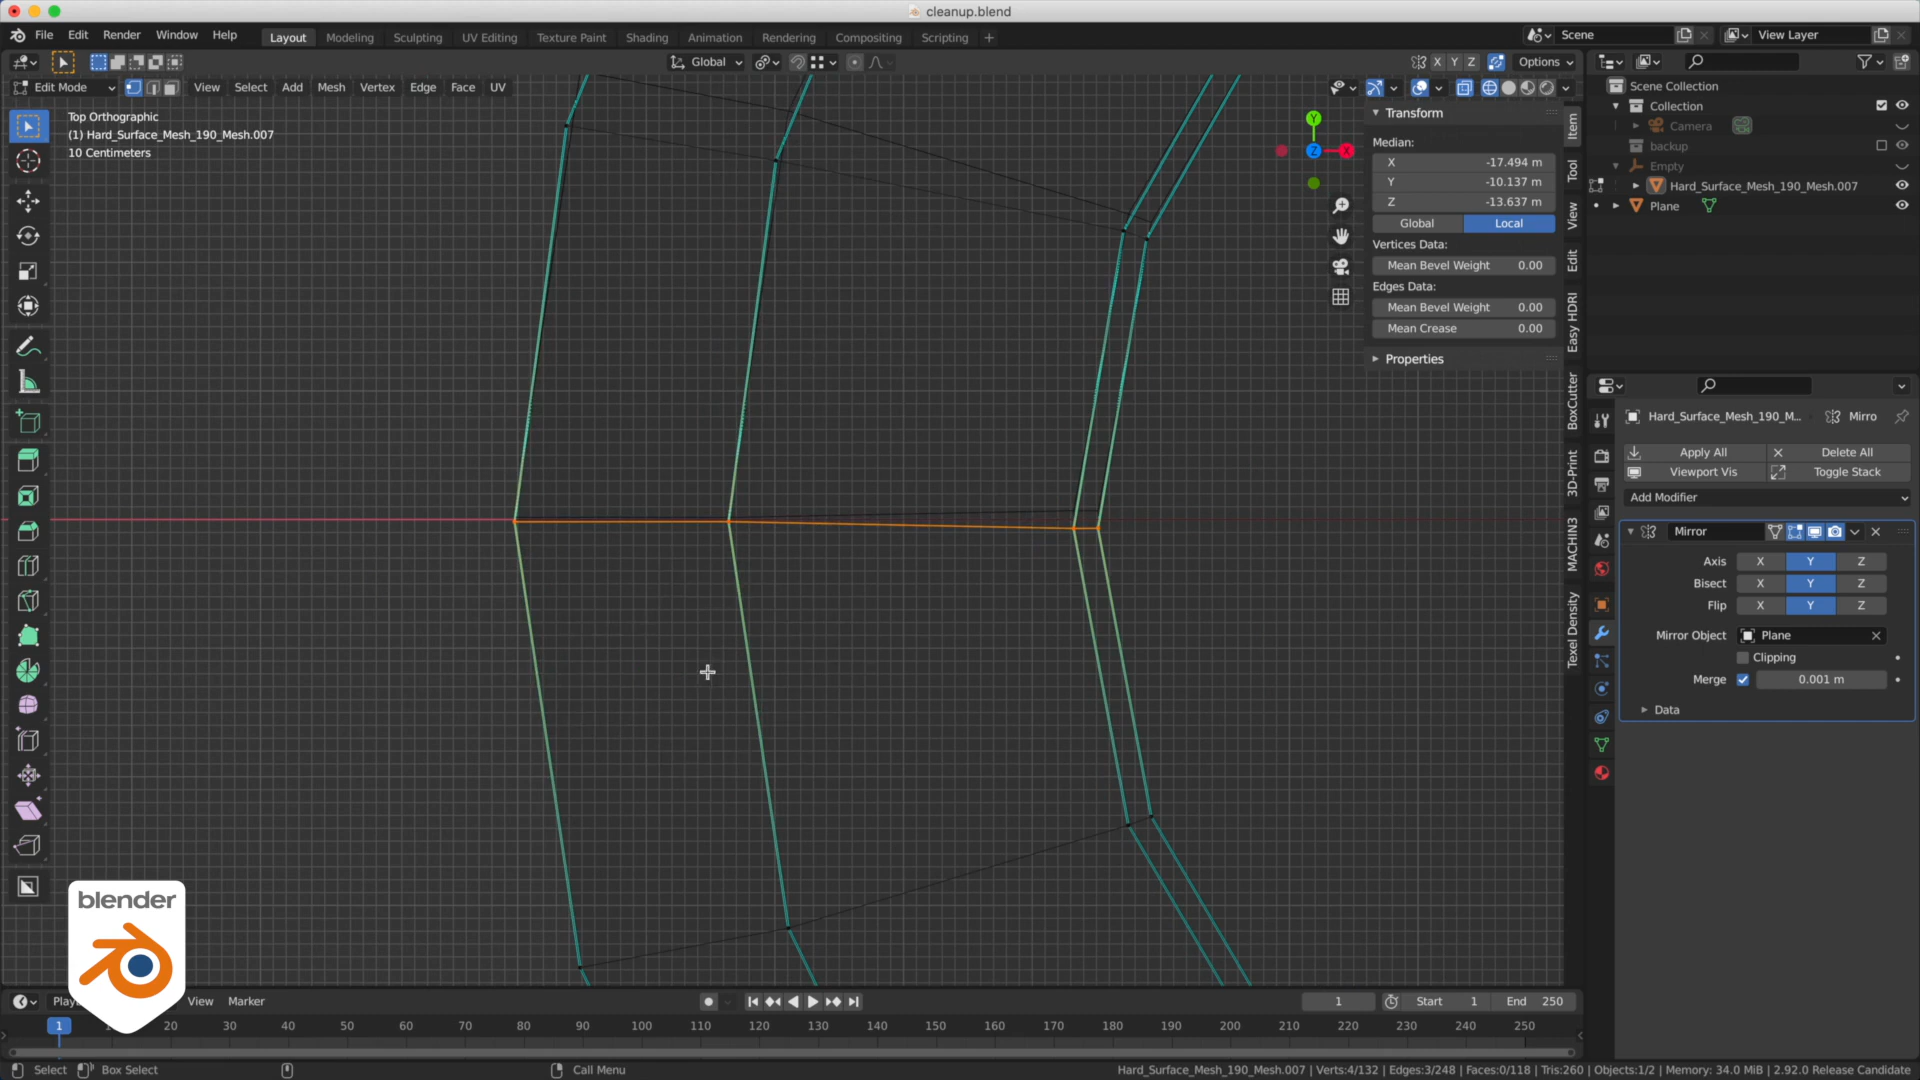 cleanup.blend
File Edit Render Window Help Layout Modeling Sculpting UV Editing Texture Paint Shading Animation Rendering Compositing Scripting + Scene View Layer
Global X Y Z Options
Edit Mode View Select Add Mesh Vertex Edge Face UV
Top Orthographic
(1) Hard_Surface_Mesh_190_Mesh.007
10 Centimeters
Y
Z
X
Transform
Median:
X -17.494 m
Y -10.137 m
Z -13.637 m
Global Local
Vertices Data:
Mean Bevel Weight 0.00
Edges Data:
Mean Bevel Weight 0.00
Mean Crease 0.00
Properties
Item
Tool
View
Edit
Easy HDRI
BoxCutter
3D-Print
MACHIN3
Texel Density
Scene Collection
Collection
Camera
backup
Empty
Hard_Surface_Mesh_190_Mesh.007
Plane
Hard_Surface_Mesh_190_M... Mirro
Apply All Delete All
Viewport Vis Toggle Stack
Add Modifier
Mirror
Axis X Y Z
Bisect X Y Z
Flip X Y Z
Mirror Object Plane
Clipping
Merge 0.001 m
Data
blender
View Marker 1 Start 1 End 250
1 20 30 40 50 60 70 80 90 100 110 120 130 140 150 160 170 180 190 200 210 220 230 240 250
Select Box Select Call Menu Hard_Surface_Mesh_190_Mesh.007 | Verts:4/132 | Edges:3/248 | Faces:0/118 | Tris:260 | Objects:1/2 | Memory: 34.0 MiB | 2.92.0 Release Candidate